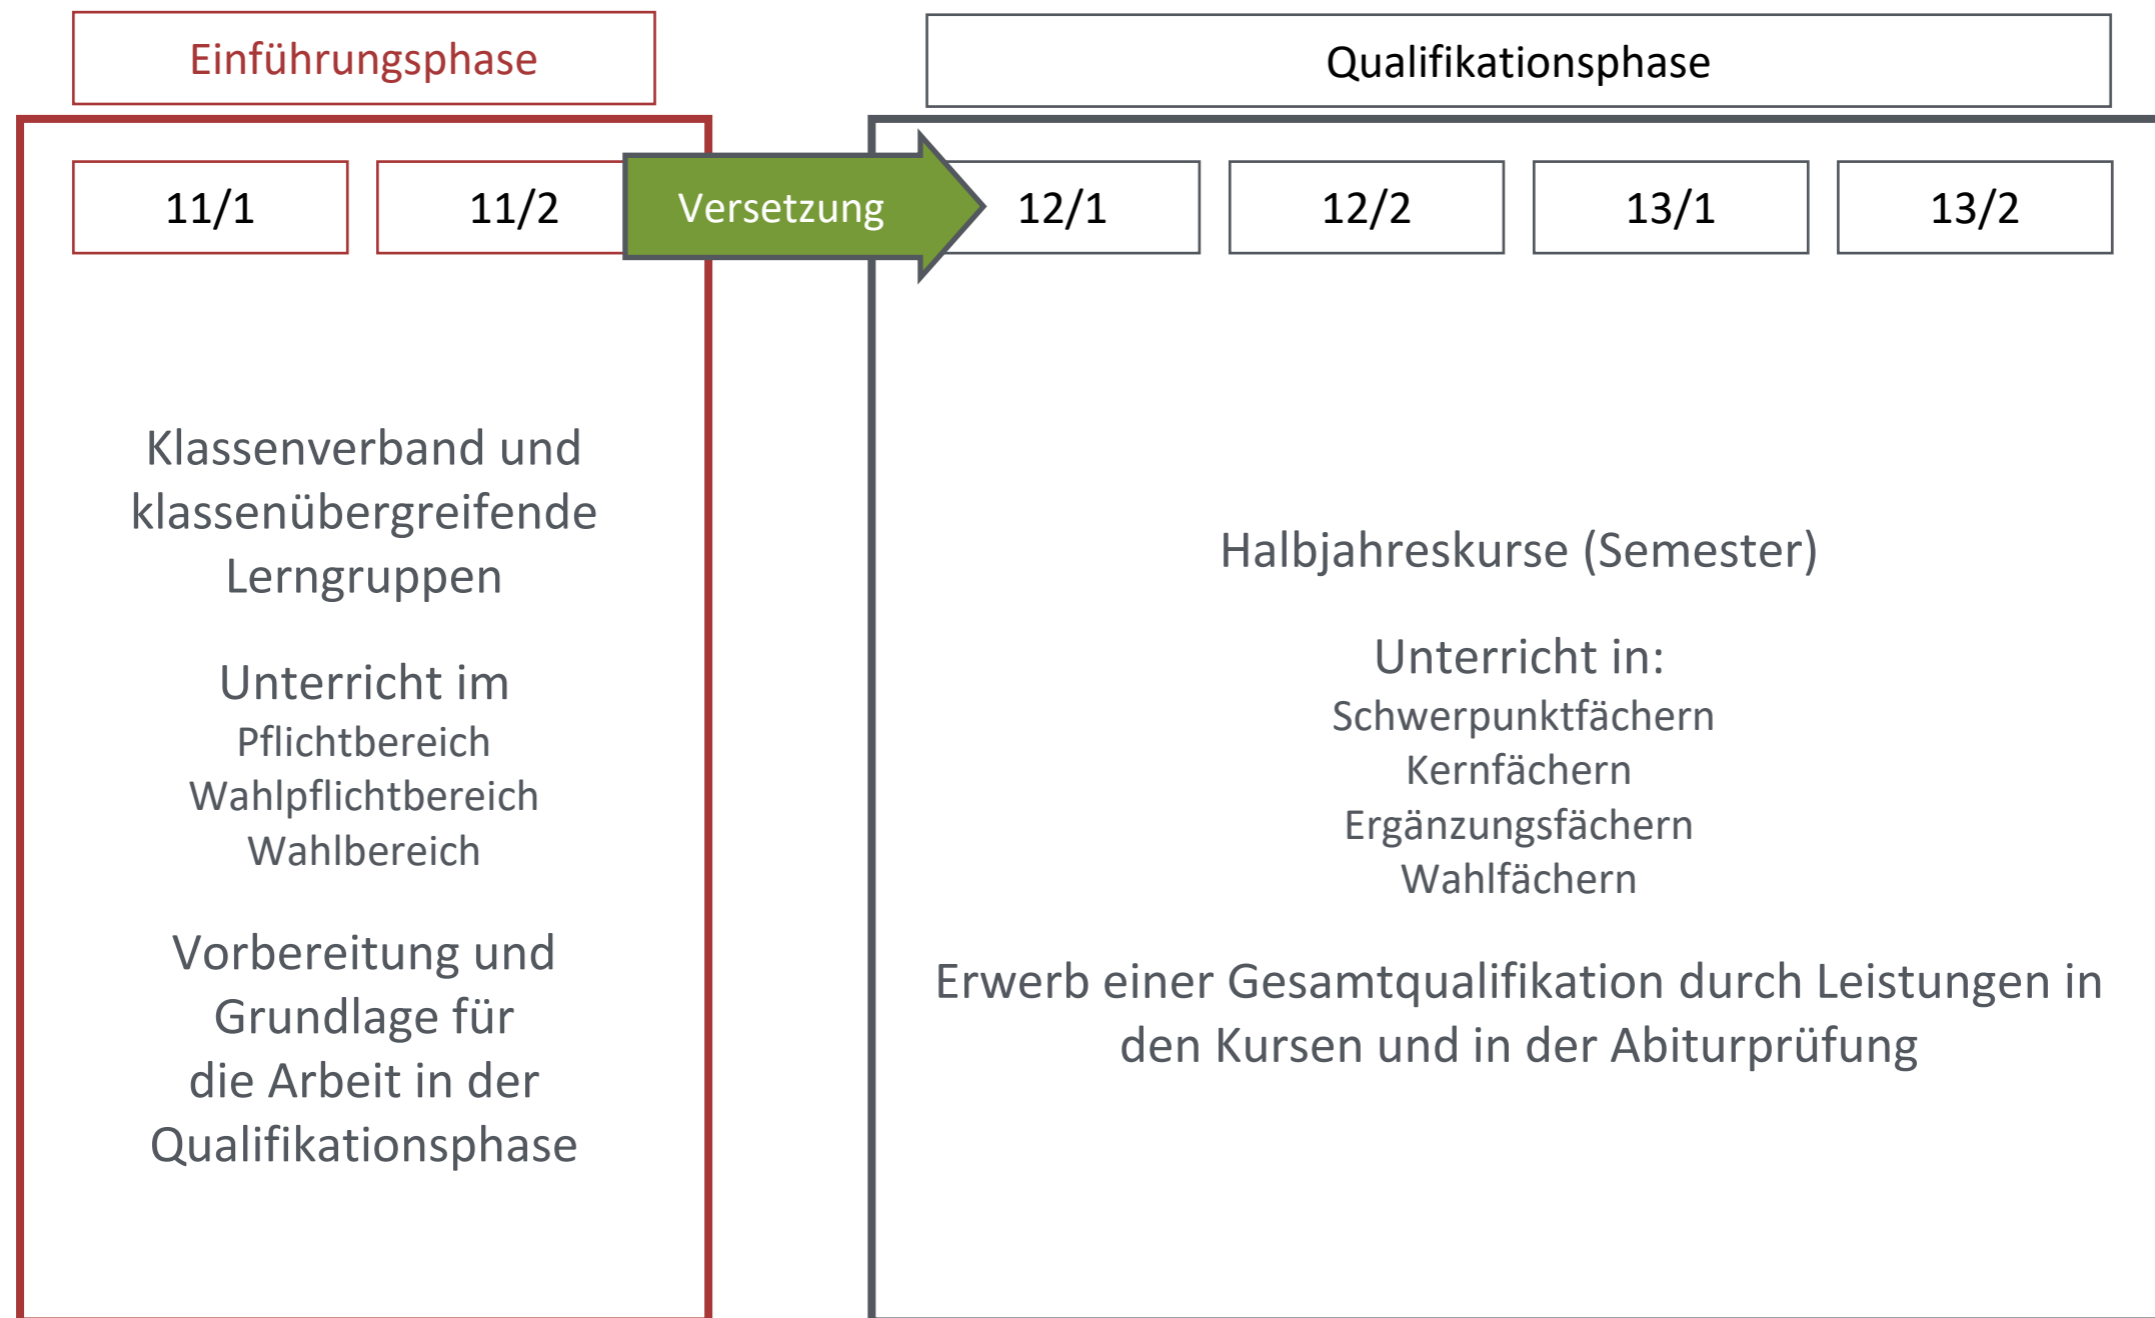 Einführungsphase
Qualifikationsphase
11/1
11/2
Versetzung
12/1
12/2
13/1
13/2
Klassenverband und
klassenübergreifende
Lerngruppen
Unterricht im
Pflichtbereich
Wahlpflichtbereich
Wahlbereich
Vorbereitung und
Grundlage für
die Arbeit in der
Qualifikationsphase
Halbjahreskurse (Semester)
Unterricht in:
Schwerpunktfächern
Kernfächern
Ergänzungsfächern
Wahlfächern
Erwerb einer Gesamtqualifikation durch Leistungen in
den Kursen und in der Abiturprüfung